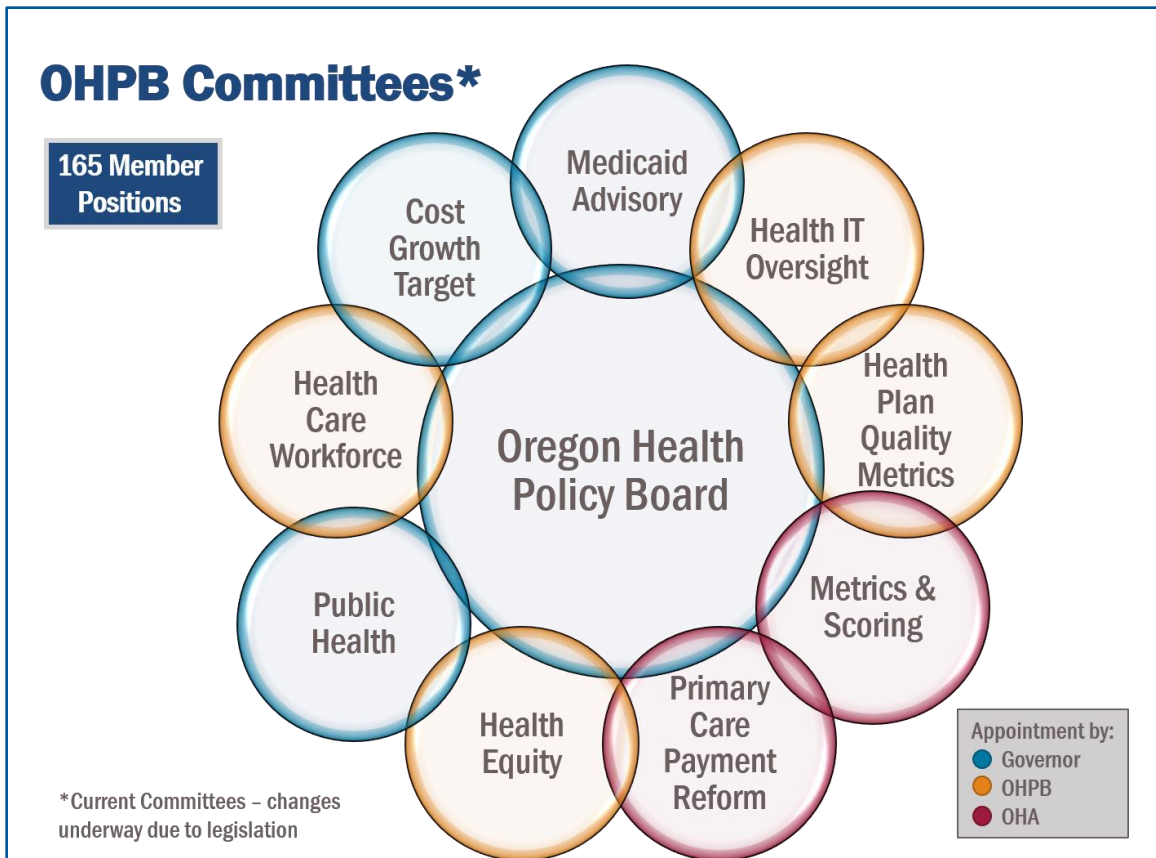 OHPB Committees*
165 Member
Positions
Medicaid
Advisory
Health IT
Oversight
Health
Plan
Quality
Metrics
Metrics &
Scoring
Primary
Care
Payment
Reform
Health
Equity
Public
Health
Health
Care
Workforce
Cost
Growth
Target
Oregon Health
Policy Board
Appointment by:
Governor
OHPB
OHA
*Current Committees – changes
underway due to legislation